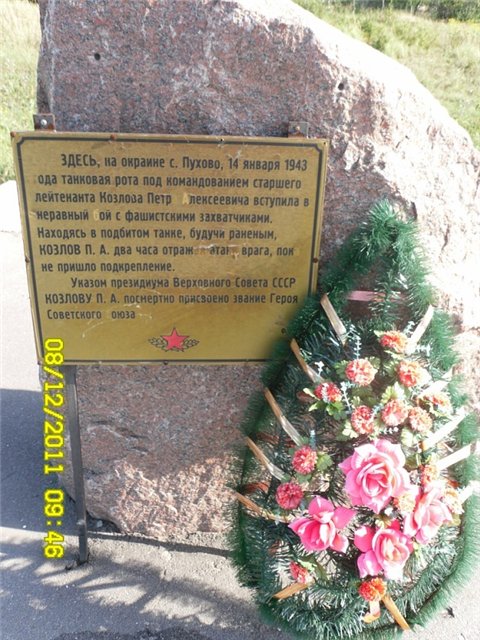 ЗДЕСЬ, на окраине с. Пухово, 14 января 1943
ода танковая рота под командованием старшего
лейтенанта Козлова Петр лексеевича вступила в
неравный ой с фашистскими захватчиками.
Находясь в подбитом танке, будучи раненым,
КОЗЛОВ П. А. два часа отраж атак врага, пок
не пришло подкрепление.
Указом президиума Верховного Совета СССР
КОЗЛОВУ П. А. посмертно присвоено звание Героя
Советского оюза
08/12/2011 09:46